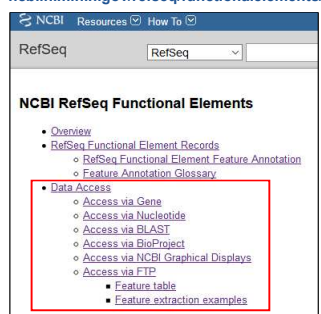 NCBI Resources How To
RefSeq RefSeq
NCBI RefSeq Functional Elements
Overview
RefSeq Functional Element Records
RefSeq Functional Element Feature Annotation
Feature Annotation Glossary
Data Access
Access via Gene
Access via Nucleotide
Access via BLAST
Access via BioProject
Access via NCBI Graphical Displays
Access via FTP
Feature table
Feature extraction examples